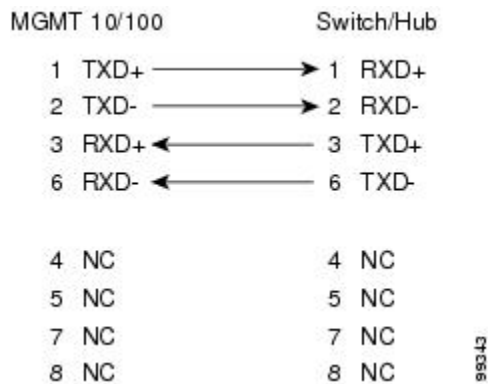 MGMT 10/100 Switch/Hub
1 TXD+ 1 RXD+
2 TXD- 2 RXD-
3 RXD+ 3 TXD+
6 RXD- 6 TXD-
4 NC 4 NC
5 NC 5 NC
7 NC 7 NC
8 NC 8 NC
99343